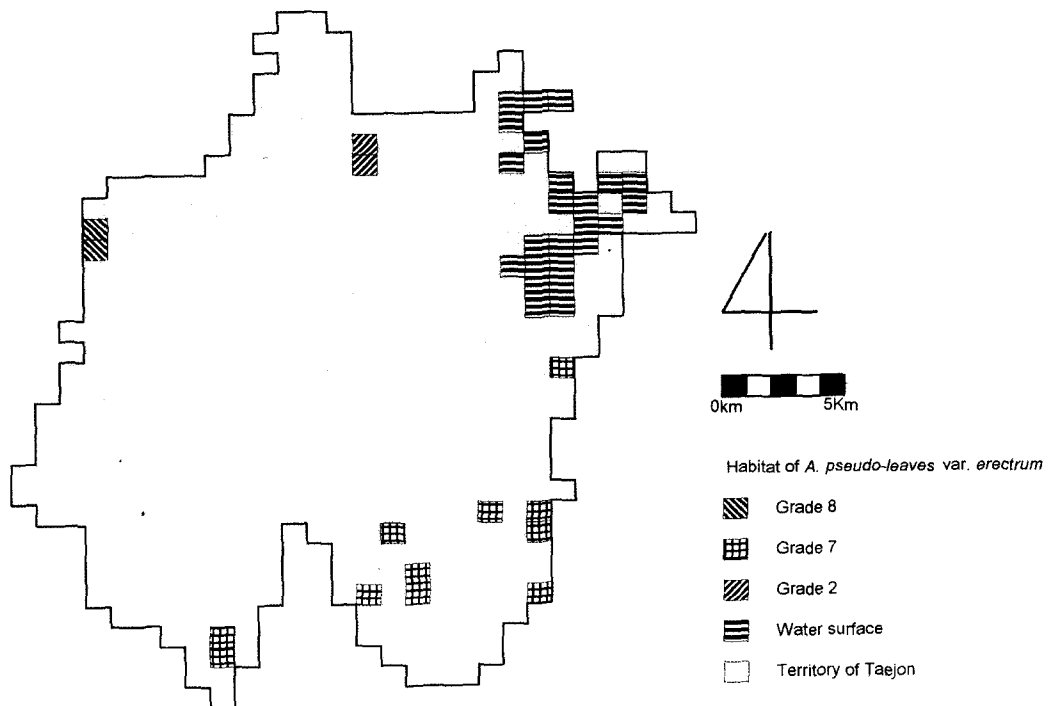 0km 5Km
Habitat of A. pseudo-leaves var. erectrum
Grade 8
Grade 7
Grade 2
Water surface
Territory of Taejon